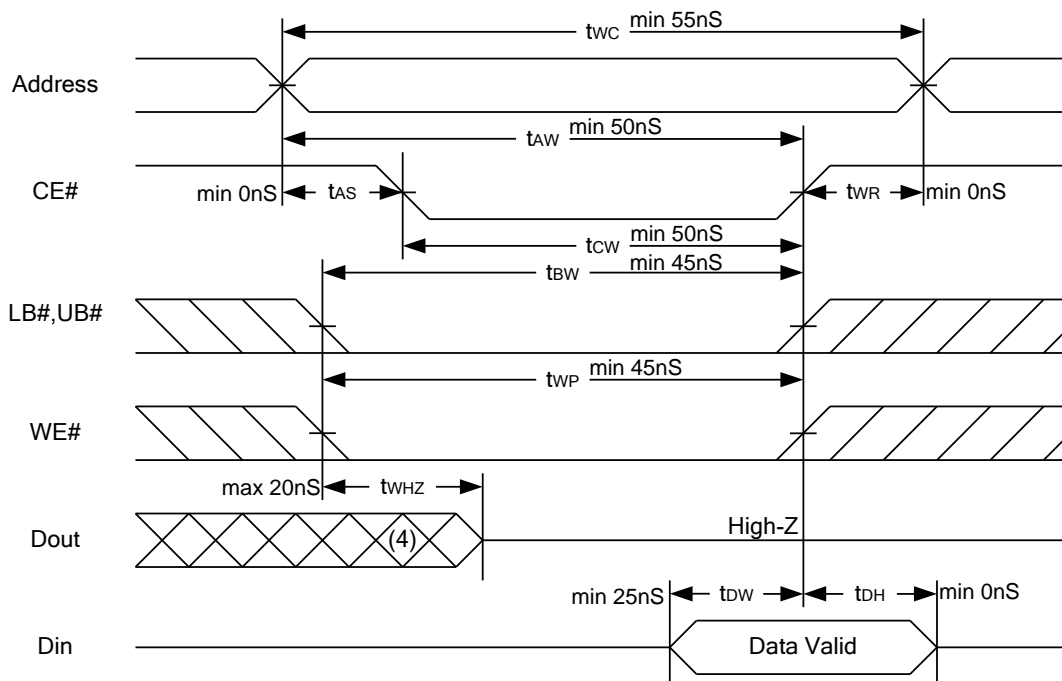 tWC min 55nS
Address
tAW min 50nS
CE#
min 0nS tAS tWR min 0nS
tCW min 50nS
tBW min 45nS
LB#,UB#
tWP min 45nS
WE#
max 20nS tWHZ
Dout (4) High-Z
min 25nS tDW tDH min 0nS
Din Data Valid